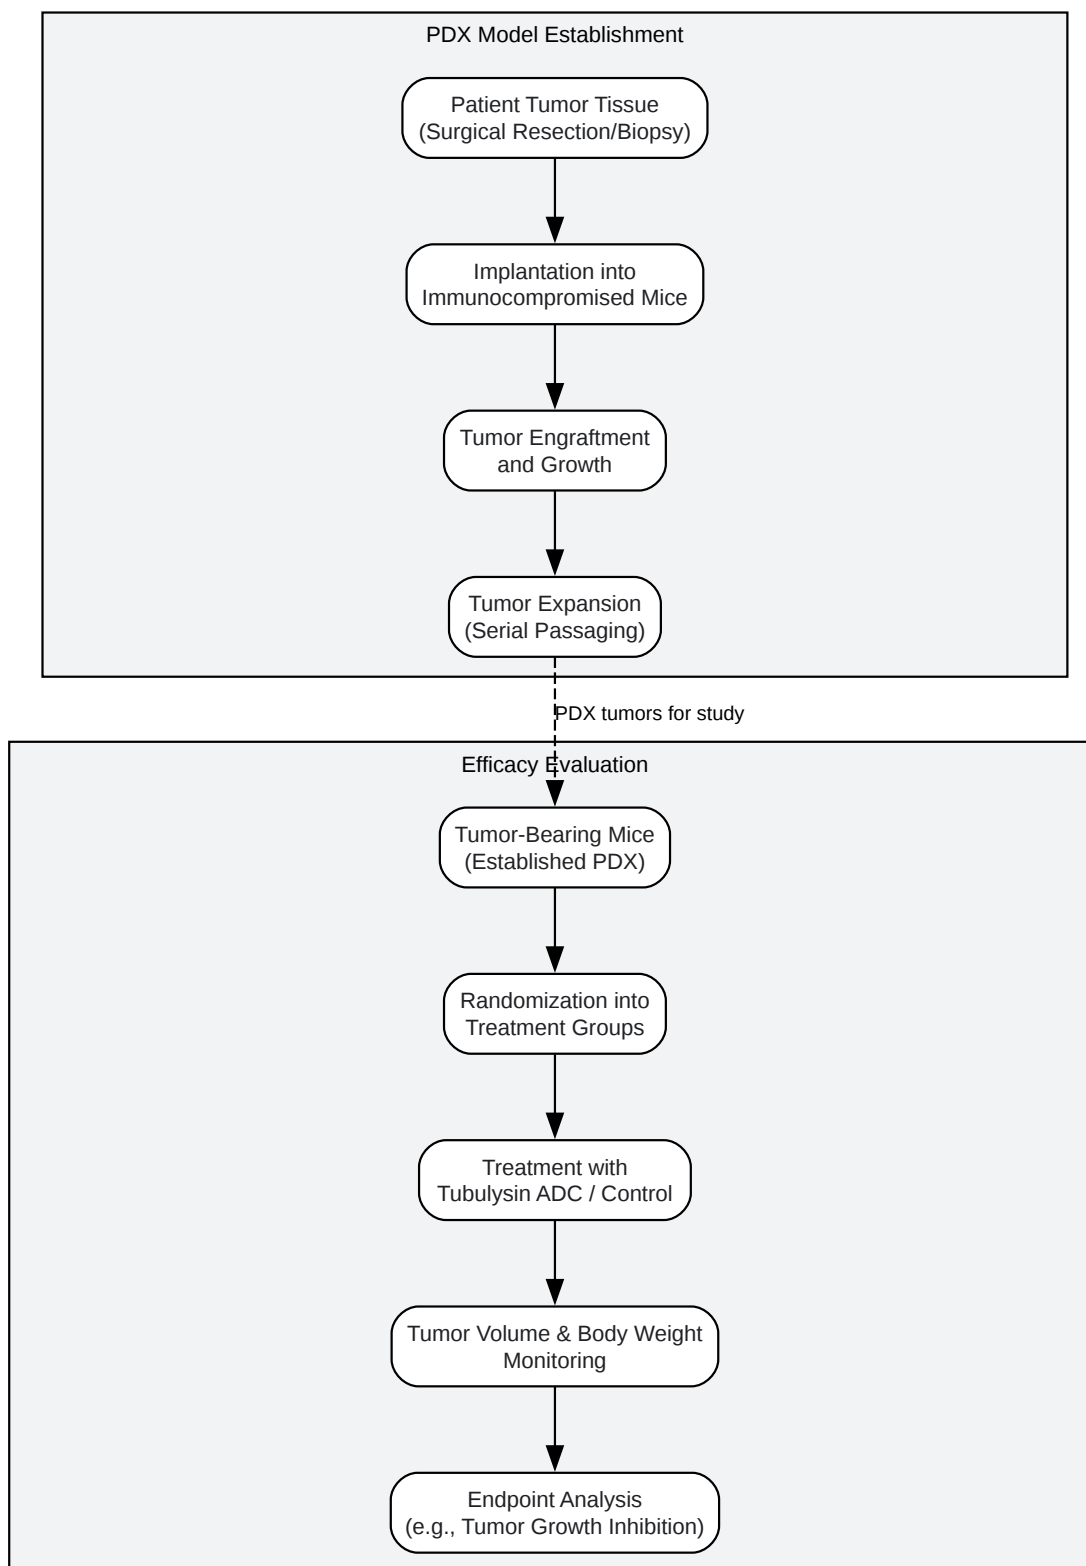 PDX Model Establishment
Patient Tumor Tissue
(Surgical Resection/Biopsy)
Implantation into
Immunocompromised Mice
Tumor Engraftment
and Growth
Tumor Expansion
(Serial Passaging)
PDX tumors for study
Efficacy Evaluation
Tumor-Bearing Mice
(Established PDX)
Randomization into
Treatment Groups
Treatment with
Tubulysin ADC / Control
Tumor Volume & Body Weight
Monitoring
Endpoint Analysis
(e.g., Tumor Growth Inhibition)